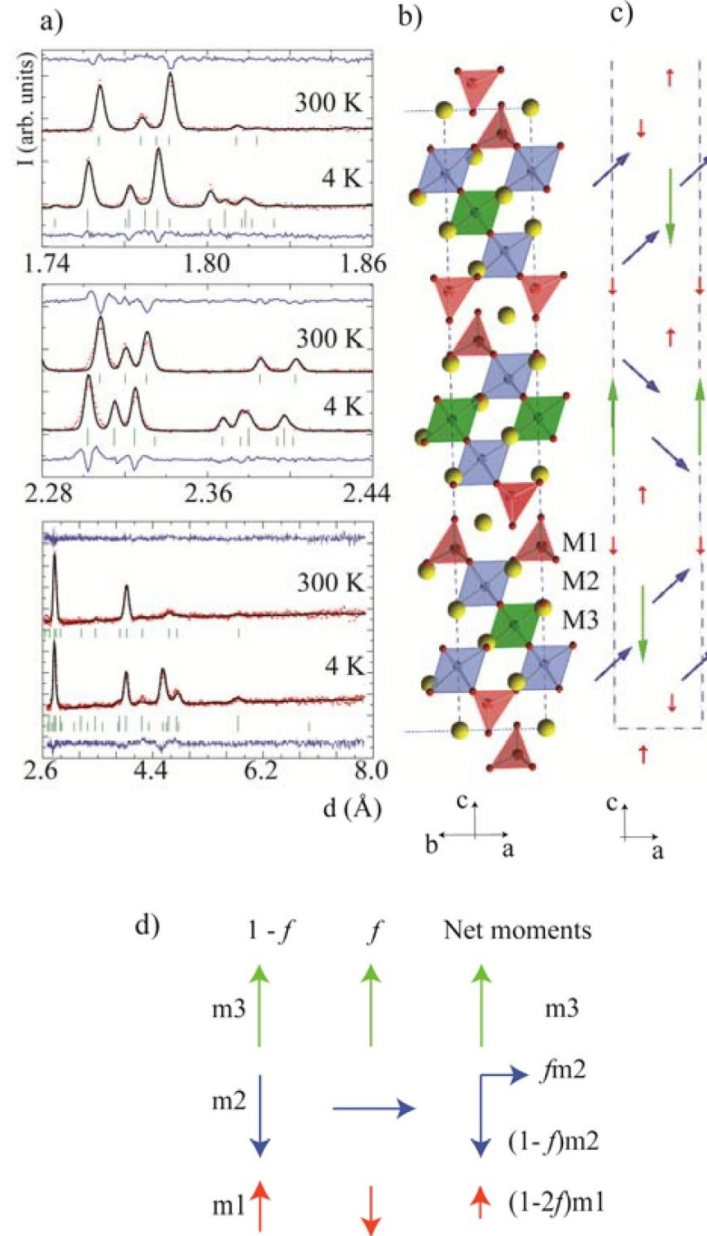 a)
I (arb. units)
300 K
4 K
1.74 1.80 1.86
300 K
4 K
2.28 2.36 2.44
300 K
4 K
2.6 4.4 6.2 8.0
d (Å)
b)
M1
M2
M3
c
b a
c)
c
a
d)
1 - f f Net moments
m3 m3
m2 fm2
(1-f)m2
m1 (1-2f)m1